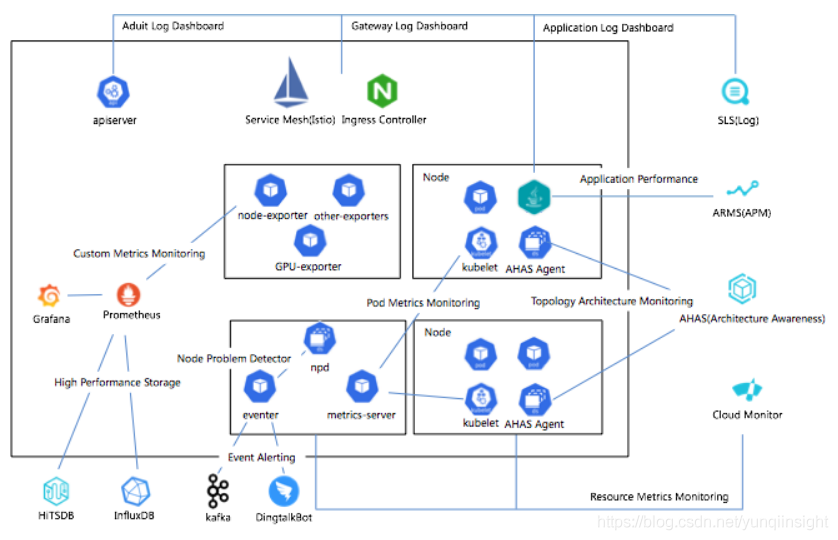 Aduit Log Dashboard
Gateway Log Dashboard
Application Log Dashboard
apiserver
Service Mesh(Istio)
Ingress Controller
SLS(Log)
Node
pod
Application Performance
ARMS(APM)
node-exporter
other-exporters
GPU-exporter
kubelet
kubelet
AHAS Agent
Custom Metrics Monitoring
Grafana
Prometheus
Pod Metrics Monitoring
Topology Architecture Monitoring
AHAS(Architecture Awareness)
Node
Node Problem Detector
npd
pod
pod
High Performance Storage
eventer
metrics-server
kubelet
kubelet
AHAS Agent
Cloud Monitor
Event Alerting
HiTSDB
InfluxDB
kafka
DingtalkBot
Resource Metrics Monitoring
https://blog.csdn.net/yunqiinsight